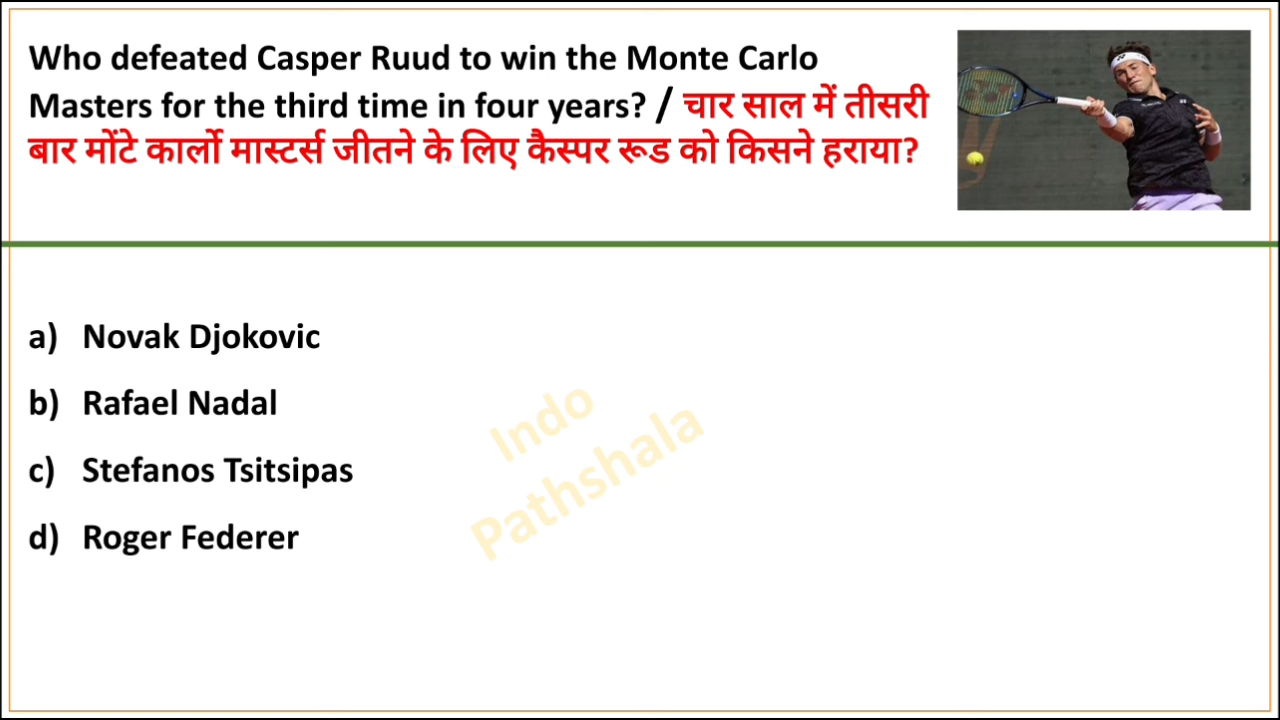 Who defeated Casper Ruud to win the Monte Carlo
Masters for the third time in four years? / चार साल में तीसरी
बार मोंटे कार्लो मास्टर्स जीतने के लिए कैस्पर रूड को किसने हराया?
a) Novak Djokovic
b) Rafael Nadal
c) Stefanos Tsitsipas
d) Roger Federer
Indo
Pathshala